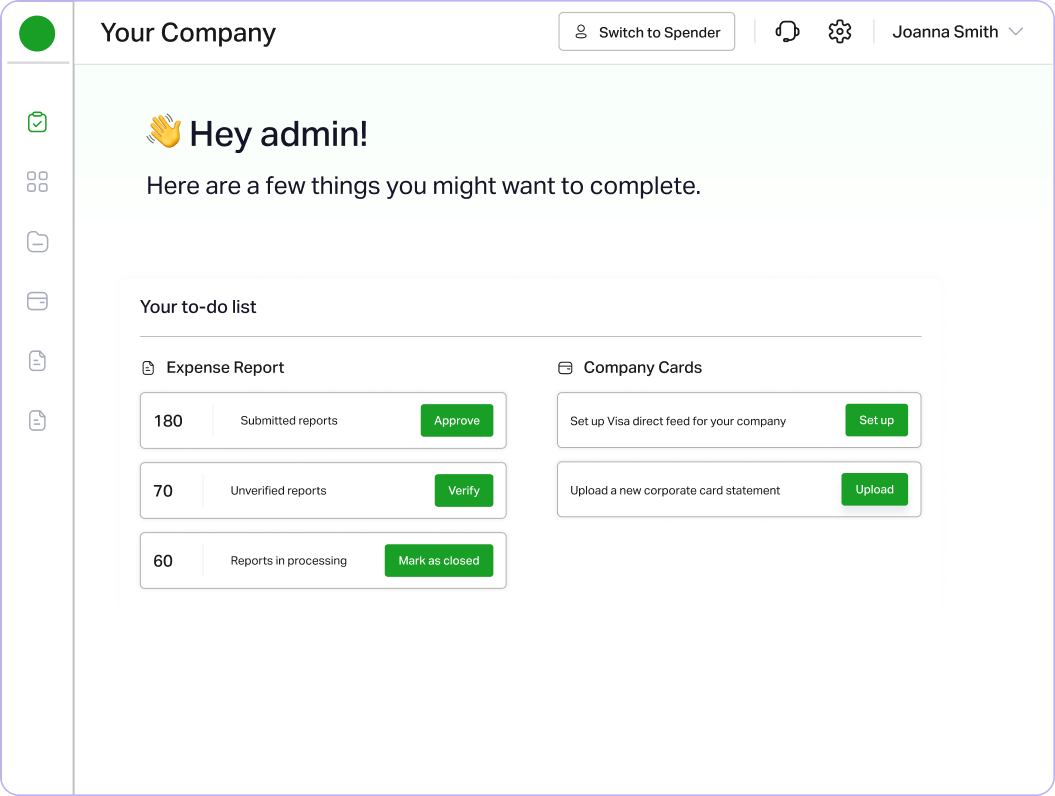 Your Company
Switch to Spender
Joanna Smith
👋 Hey admin!
Here are a few things you might want to complete.
Your to-do list
Expense Report
180 Submitted reports Approve
70 Unverified reports Verify
60 Reports in processing Mark as closed
Company Cards
Set up Visa direct feed for your company Set up
Upload a new corporate card statement Upload